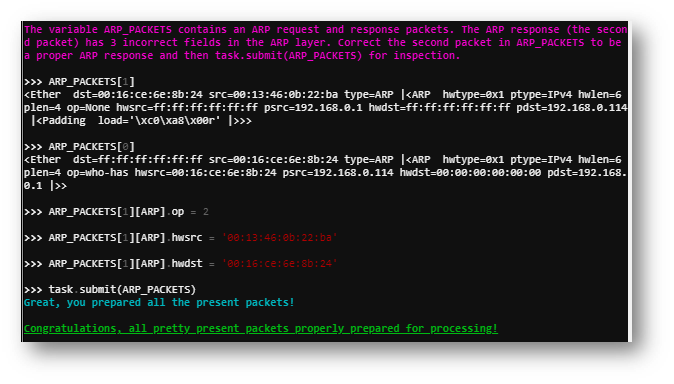 The variable ARP_PACKETS contains an ARP request and response packets. The ARP response (the secon
d packet) has 3 incorrect fields in the ARP layer. Correct the second packet in ARP_PACKETS to be
a proper ARP response and then task.submit(ARP_PACKETS) for inspection.
>>> ARP_PACKETS[1]
<Ether  dst=00:16:ce:6e:8b:24 src=00:13:46:0b:22:ba type=ARP |<ARP  hwtype=0x1 ptype=IPv4 hwlen=6
plen=4 op=None hwsrc=ff:ff:ff:ff:ff:ff psrc=192.168.0.1 hwdst=ff:ff:ff:ff:ff:ff pdst=192.168.0.114
|<Padding  load='\xc0\xa8\x00r' |>>>
>>> ARP_PACKETS[0]
<Ether  dst=ff:ff:ff:ff:ff:ff src=00:16:ce:6e:8b:24 type=ARP |<ARP  hwtype=0x1 ptype=IPv4 hwlen=6
plen=4 op=who-has hwsrc=00:16:ce:6e:8b:24 psrc=192.168.0.114 hwdst=00:00:00:00:00:00 pdst=192.168.
0.1 |>>
>>> ARP_PACKETS[1][ARP].op = 2
>>> ARP_PACKETS[1][ARP].hwsrc = '00:13:46:0b:22:ba'
>>> ARP_PACKETS[1][ARP].hwdst = '00:16:ce:6e:8b:24'
>>> task.submit(ARP_PACKETS)
Great, you prepared all the present packets!
Congratulations, all pretty present packets properly prepared for processing!